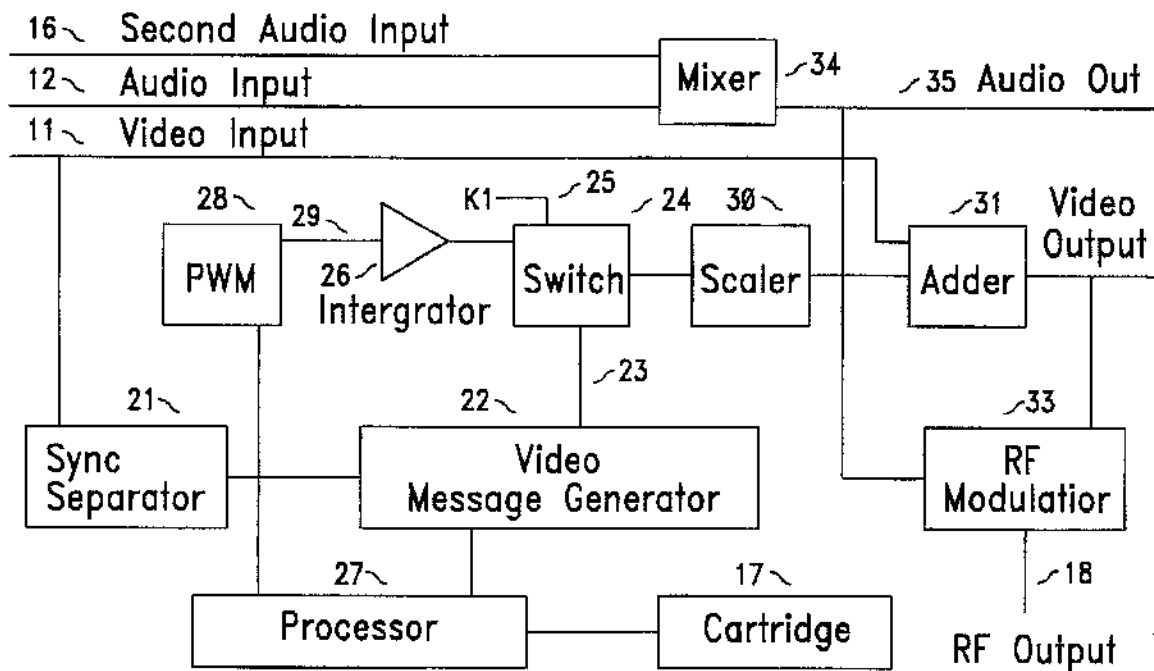 16 Second Audio Input
12 Audio Input
11 Video Input
Mixer
34
35 Audio Out
28
29
26
Intergrator
PWM
K1
25
24
Switch
30
Scaler
31
Adder
Video
Output
23
21
Sync
Separator
22
Video
Message Generator
33
RF
Modulatior
18
RF Output
27
Processor
17
Cartridge